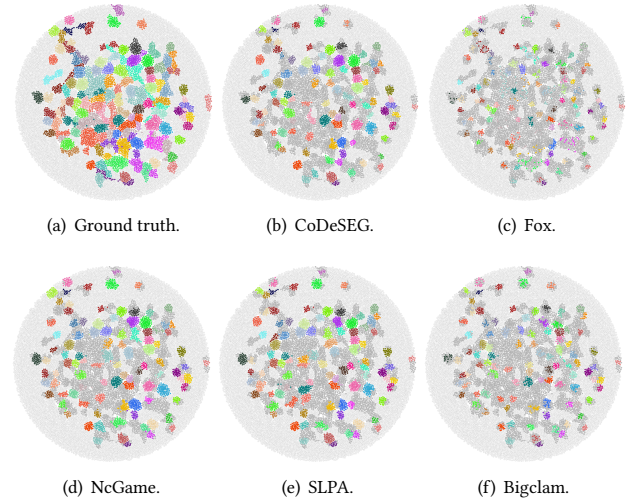 (a) Ground truth.
(b) CoDeSEG.
(c) Fox.
(d) NcGame.
(e) SLPA.
(f) Bigclam.